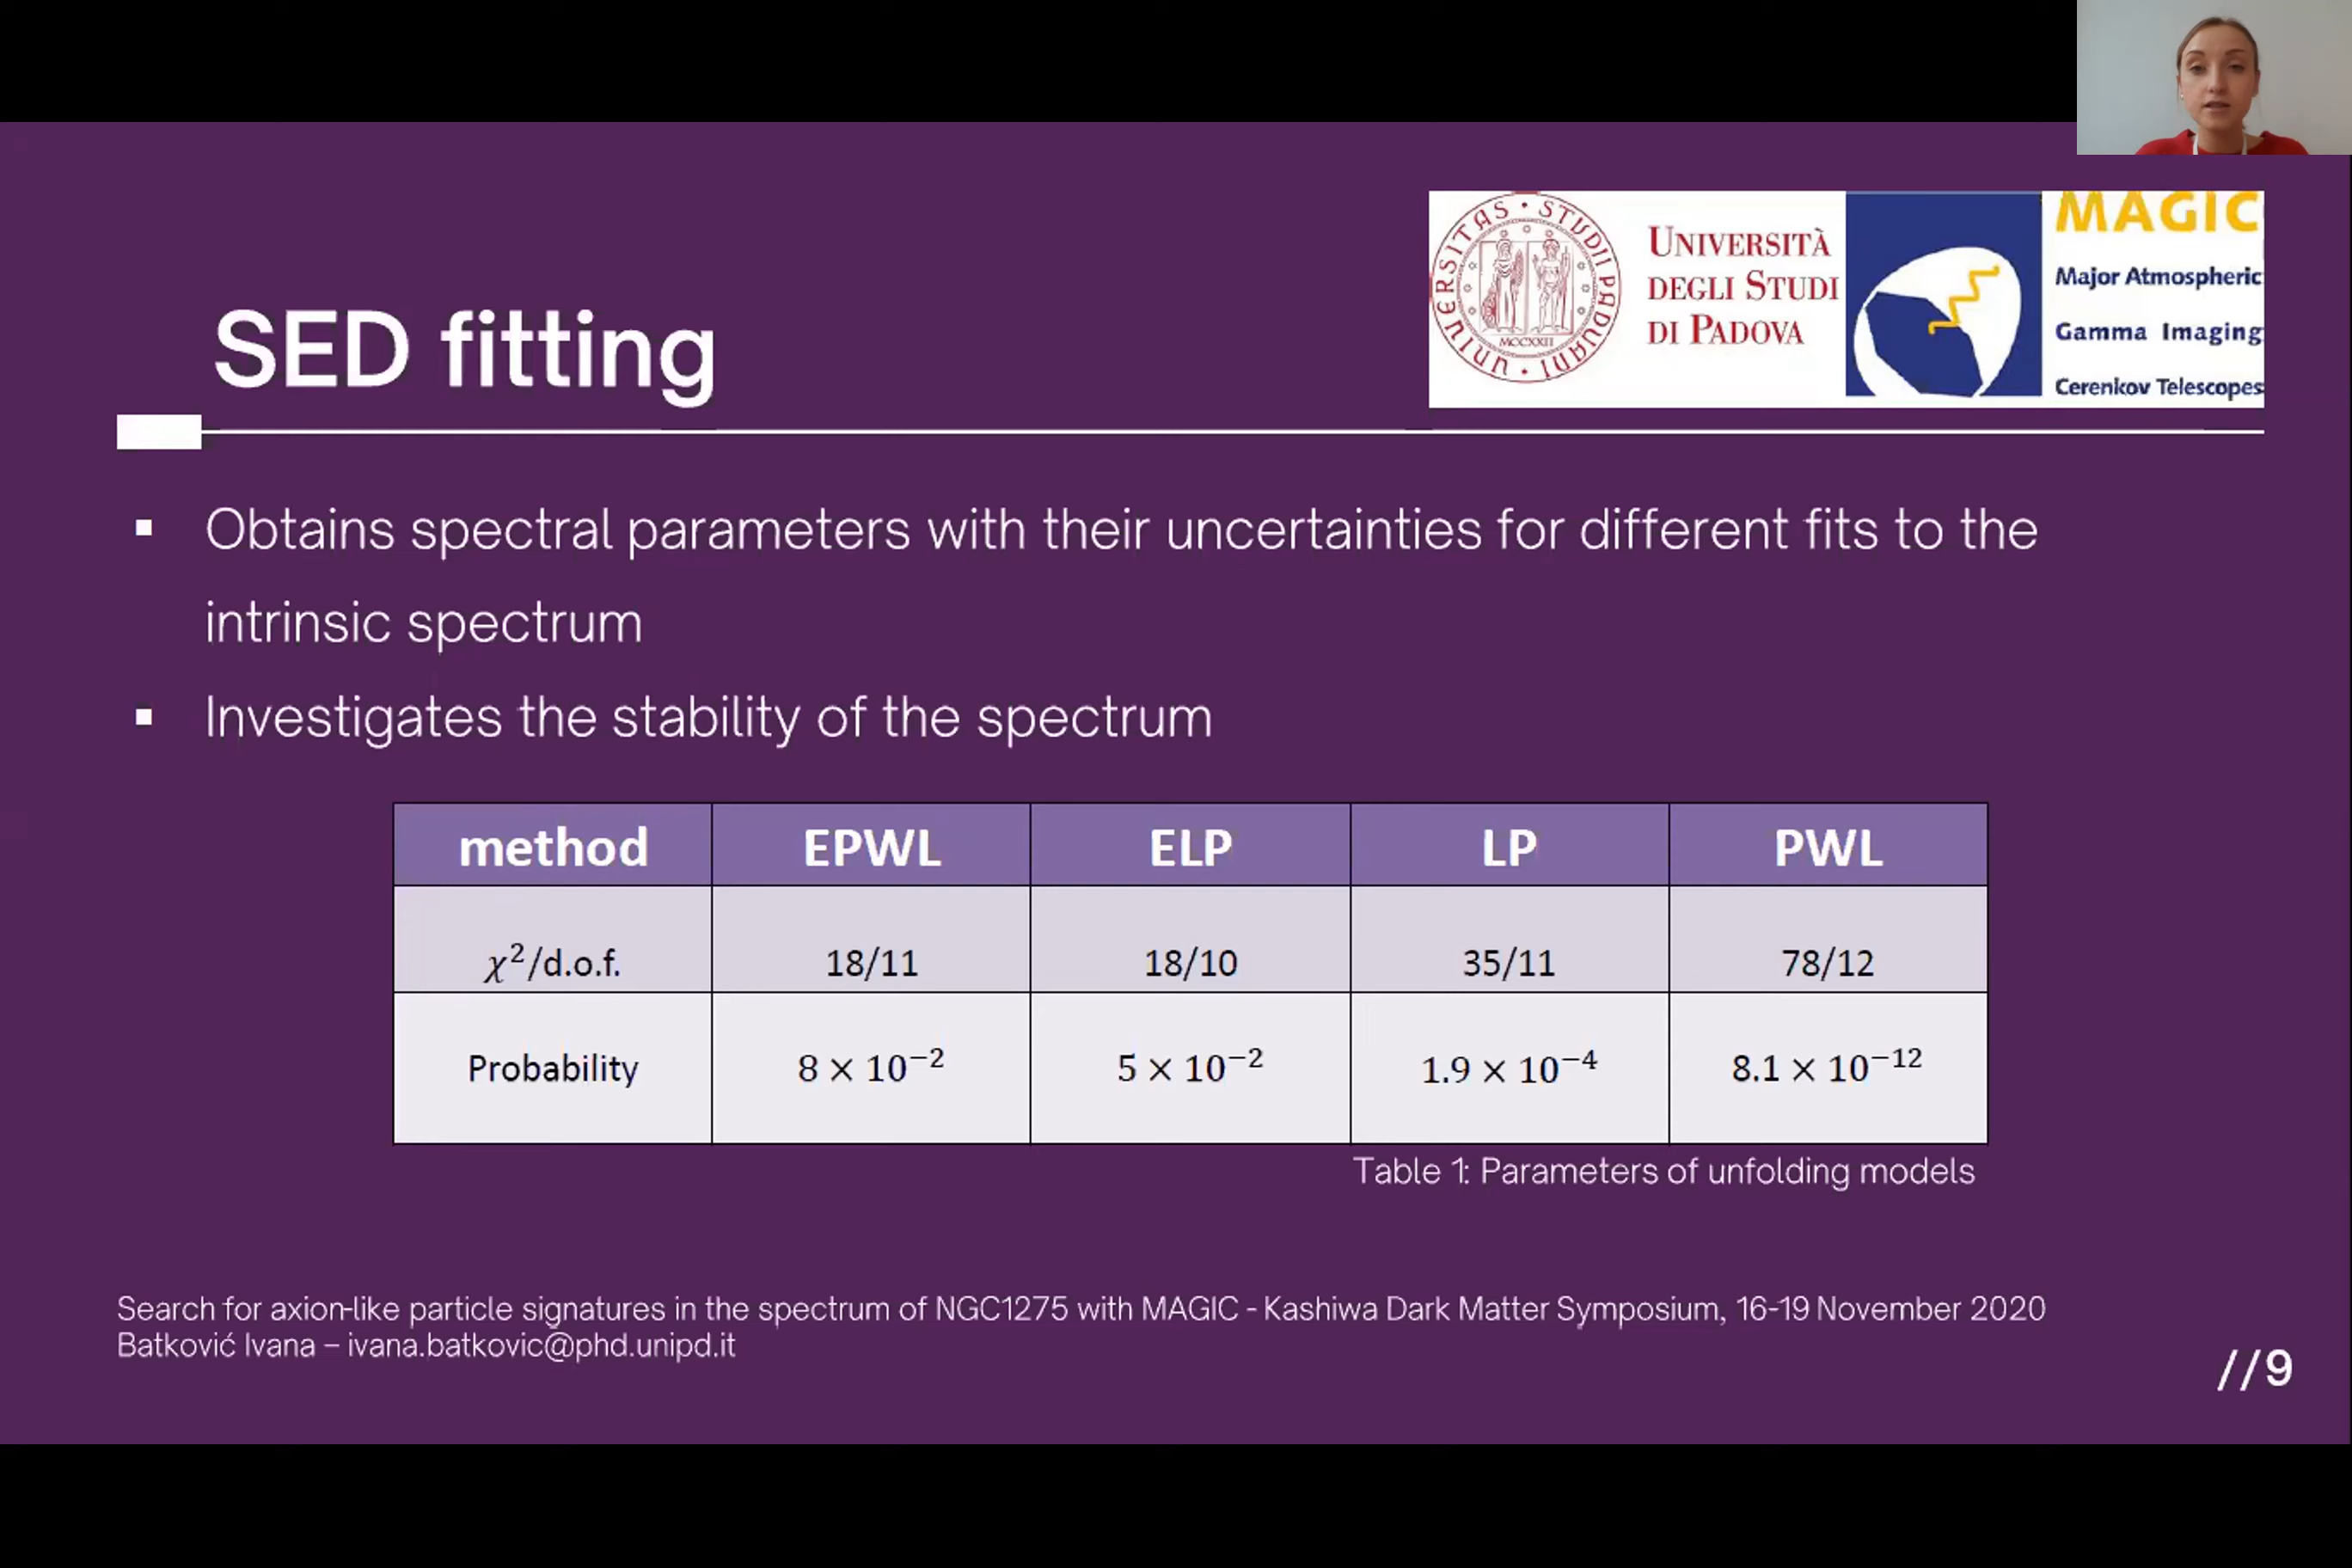 UNIVERSITAS · STUDII PADUANI ·
MCCXXII
UNIVERSITÀ
DEGLI STUDI
DI PADOVA
MAGIC
Major Atmospheric
Gamma Imaging
Cerenkov Telescopes
SED fitting
▪ Obtains spectral parameters with their uncertainties for different fits to the
intrinsic spectrum
▪ Investigates the stability of the spectrum
method EPWL ELP LP PWL
χ²/d.o.f. 18/11 18/10 35/11 78/12
Probability 8 × 10⁻² 5 × 10⁻² 1.9 × 10⁻⁴ 8.1 × 10⁻¹²
Table 1: Parameters of unfolding models
Search for axion-like particle signatures in the spectrum of NGC1275 with MAGIC - Kashiwa Dark Matter Symposium, 16-19 November 2020
Batković Ivana – ivana.batkovic@phd.unipd.it
//9